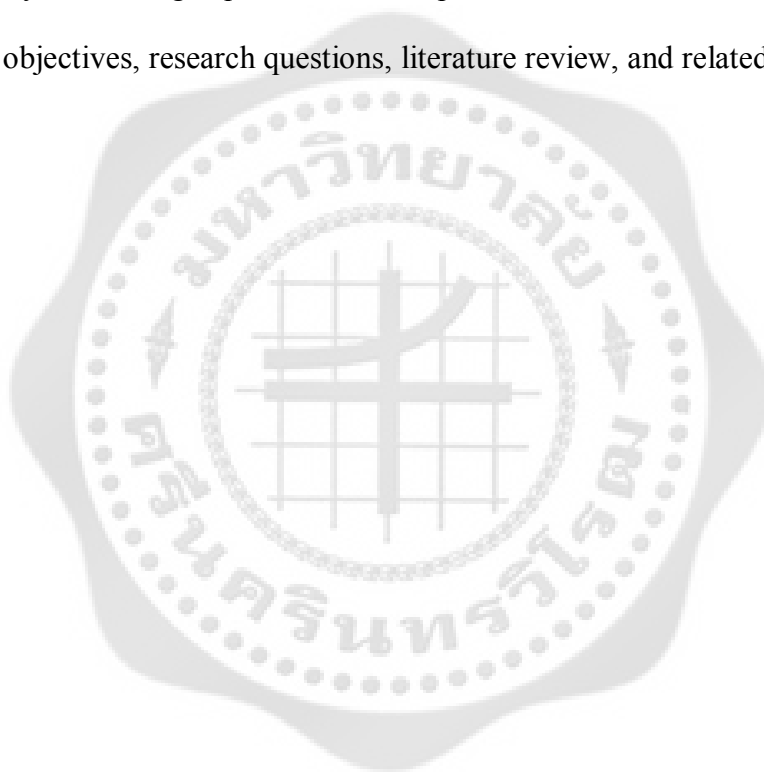 objectives, research questions, literature review, and related
มหาวิทยาลัย
ศรีนครินทรวิโรฒ